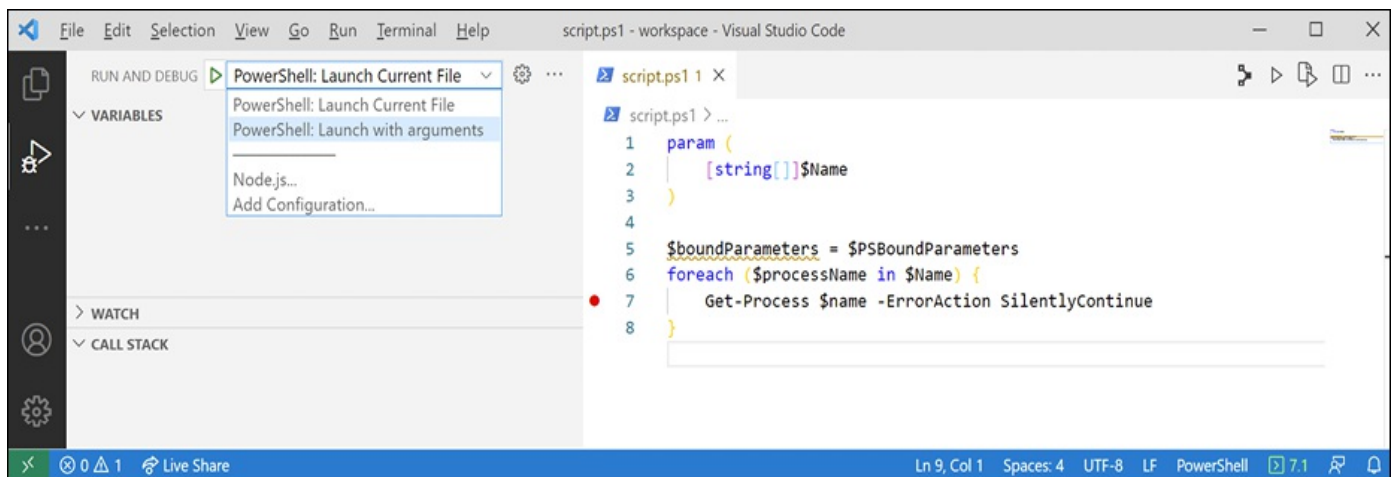 File Edit Selection View Go Run Terminal Help script.ps1 - workspace - Visual Studio Code
RUN AND DEBUG PowerShell: Launch Current File
PowerShell: Launch Current File
PowerShell: Launch with arguments
Node.js...
Add Configuration...
VARIABLES
WATCH
CALL STACK
script.ps1 1
script.ps1 > ...
1 param (
2 [string[]]$Name
3 )
4
5 $boundParameters = $PSBoundParameters
6 foreach ($processName in $Name) {
7 Get-Process $name -ErrorAction SilentlyContinue
8 }
0 1 Live Share Ln 9, Col 1 Spaces: 4 UTF-8 LF PowerShell 7.1